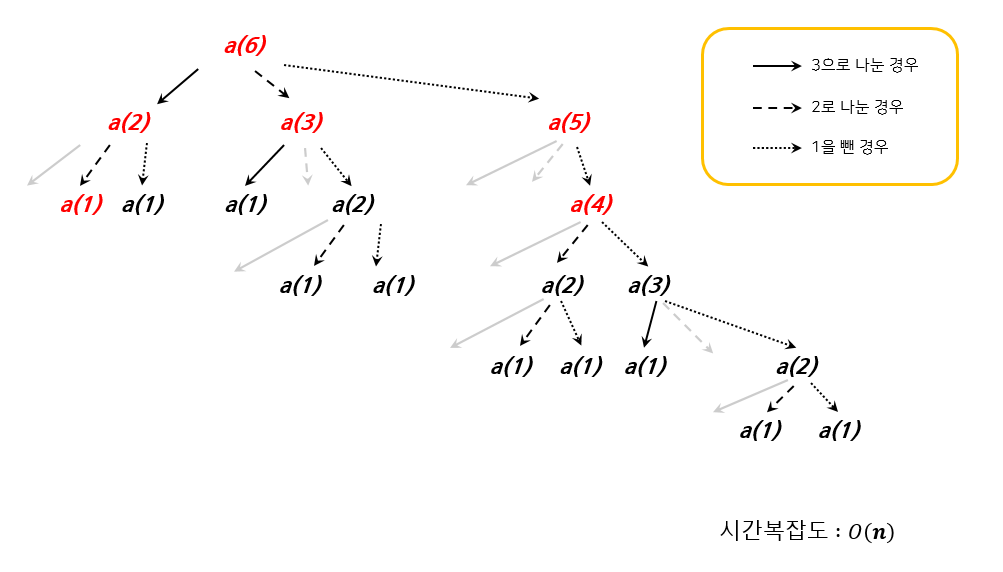 a(6)
3으로 나눈 경우
2로 나눈 경우
1을 뺀 경우
a(2) a(3) a(5)
a(1) a(1) a(1) a(2) a(4)
a(1) a(1) a(2) a(3)
a(1) a(1) a(1) a(2)
a(1) a(1)
시간복잡도 : O(n)